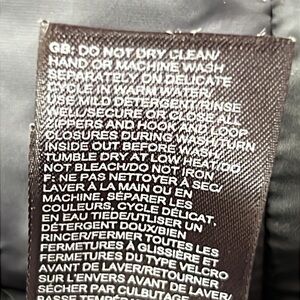 GB: DO NOT DRY CLEAN/
HAND OR MACHINE WASH
SEPARATELY ON DELICATE
CYCLE IN WARM WATER/
USE MILD DETERGENT/RINSE
WELL/SECURE OR CLOSE ALL
ZIPPERS AND HOOK AND LOOP
CLOSURES DURING WASH/TURN
INSIDE OUT BEFORE WASH/
TUMBLE DRY AT LOW HEAT/DO
NOT BLEACH/DO NOT IRON
F: NE PAS NETTOYER À SEC/
LAVER À LA MAIN OU EN
MACHINE, SÉPARER LES
COULEURS, CYCLE DÉLICAT,
EN EAU TIÈDE/UTLISER UN
DÉTERGENT DOUX/BIEN
RINCER/FERMER TOUTES LES
FERMETURES À GLISSIÈRE ET
FERMETURES DU TYPE VELCRO
AVANT DE LAVER/RETOURNER
SUR L'ENVERS AVANT DE LAVER
SÉCHER PAR CULBUTAGE
BASSE